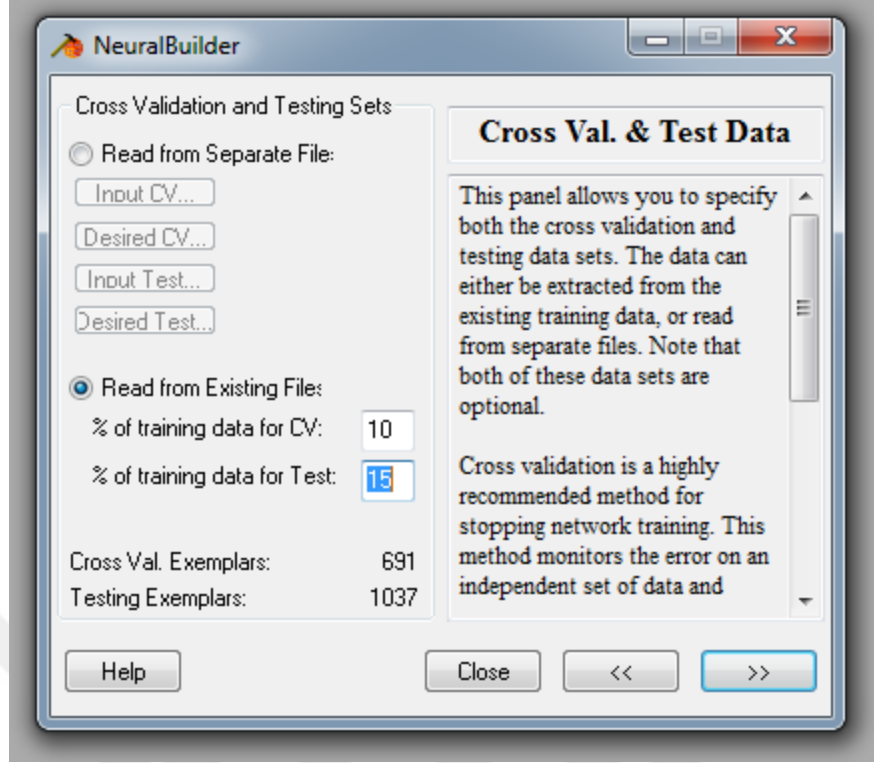 NeuralBuilder
Cross Validation and Testing Sets
Read from Separate File:
Input CV...
Desired CV...
Input Test...
Desired Test...
Read from Existing File:
% of training data for CV: 10
% of training data for Test: 15
Cross Val. Exemplars: 691
Testing Exemplars: 1037
Cross Val. & Test Data
This panel allows you to specify
both the cross validation and
testing data sets. The data can
either be extracted from the
existing training data, or read
from separate files. Note that
both of these data sets are
optional.
Cross validation is a highly
recommended method for
stopping network training. This
method monitors the error on an
independent set of data and
Help
Close
<<
>>